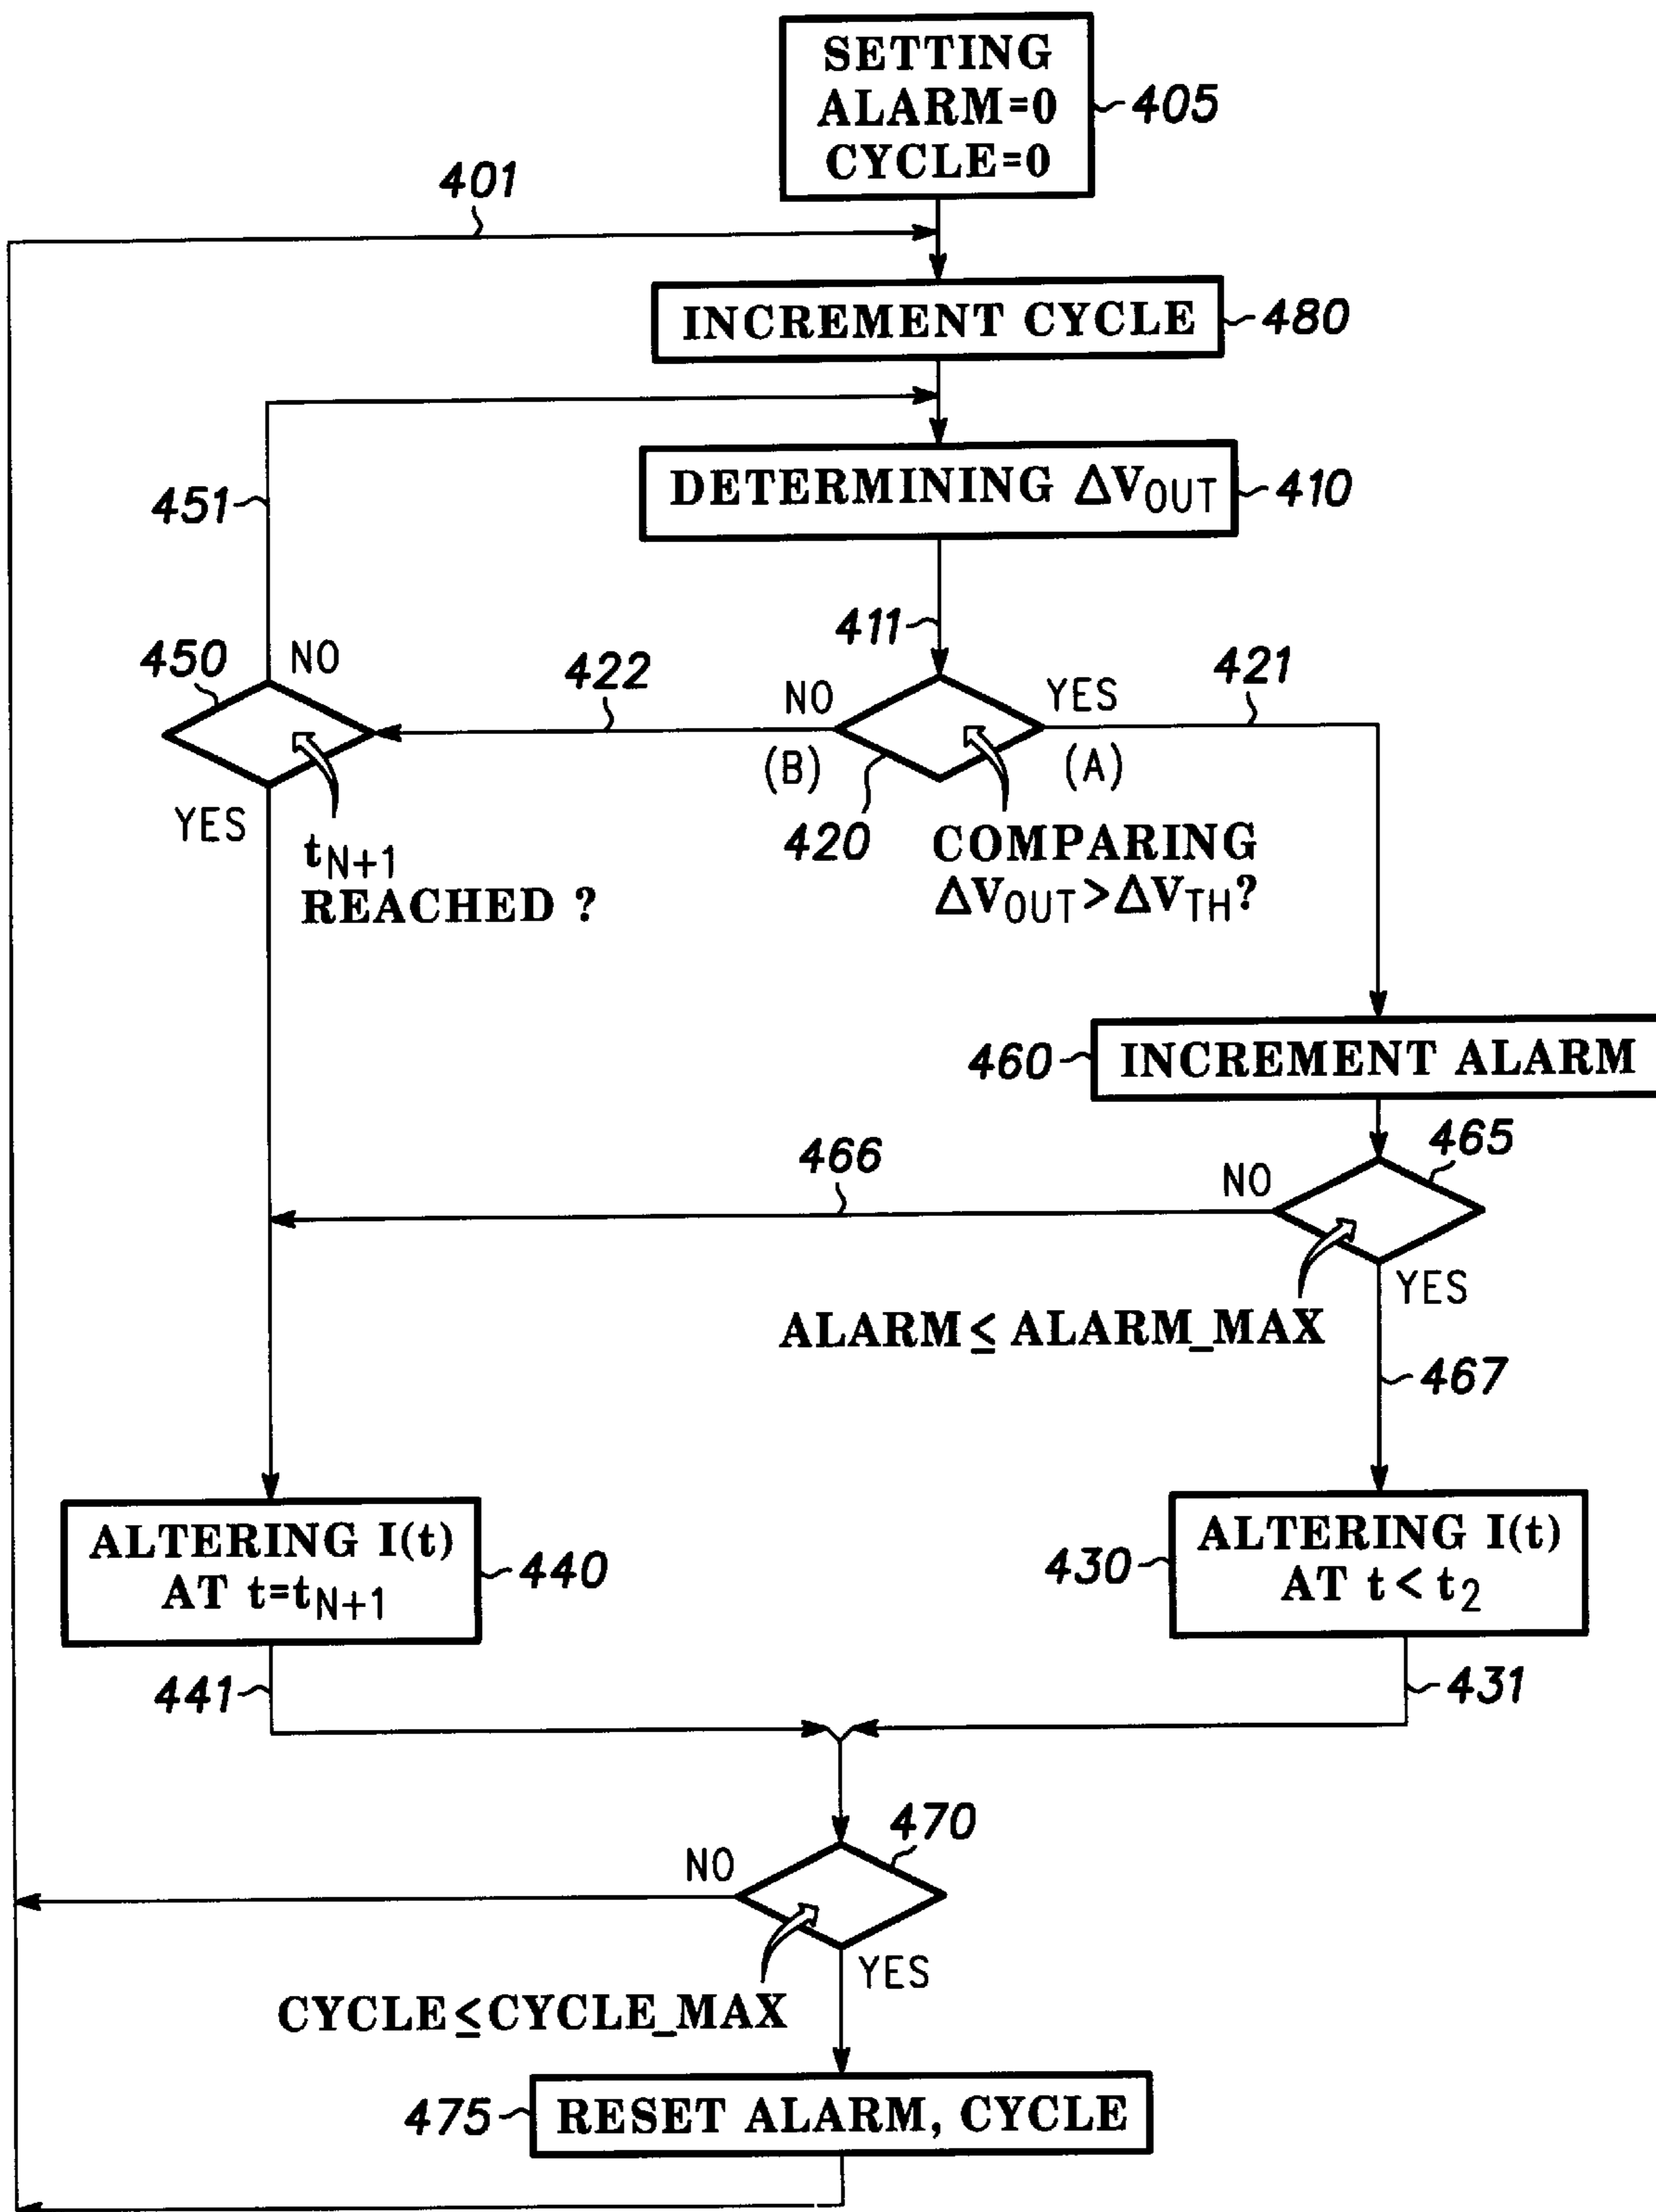 SETTING
ALARM=0
CYCLE=0
405
401
INCREMENT CYCLE
480
DETERMINING ΔVOUT
410
451
411
450
NO
422
NO
YES
421
(B)
(A)
YES
420
tN+1
REACHED ?
COMPARING
ΔVOUT>ΔVTH?
460
INCREMENT ALARM
466
465
NO
YES
ALARM≤ ALARM_MAX
467
ALTERING I(t)
AT t=tN+1
440
430
ALTERING I(t)
AT t<t2
441
431
470
NO
YES
CYCLE≤CYCLE_MAX
475
RESET ALARM, CYCLE